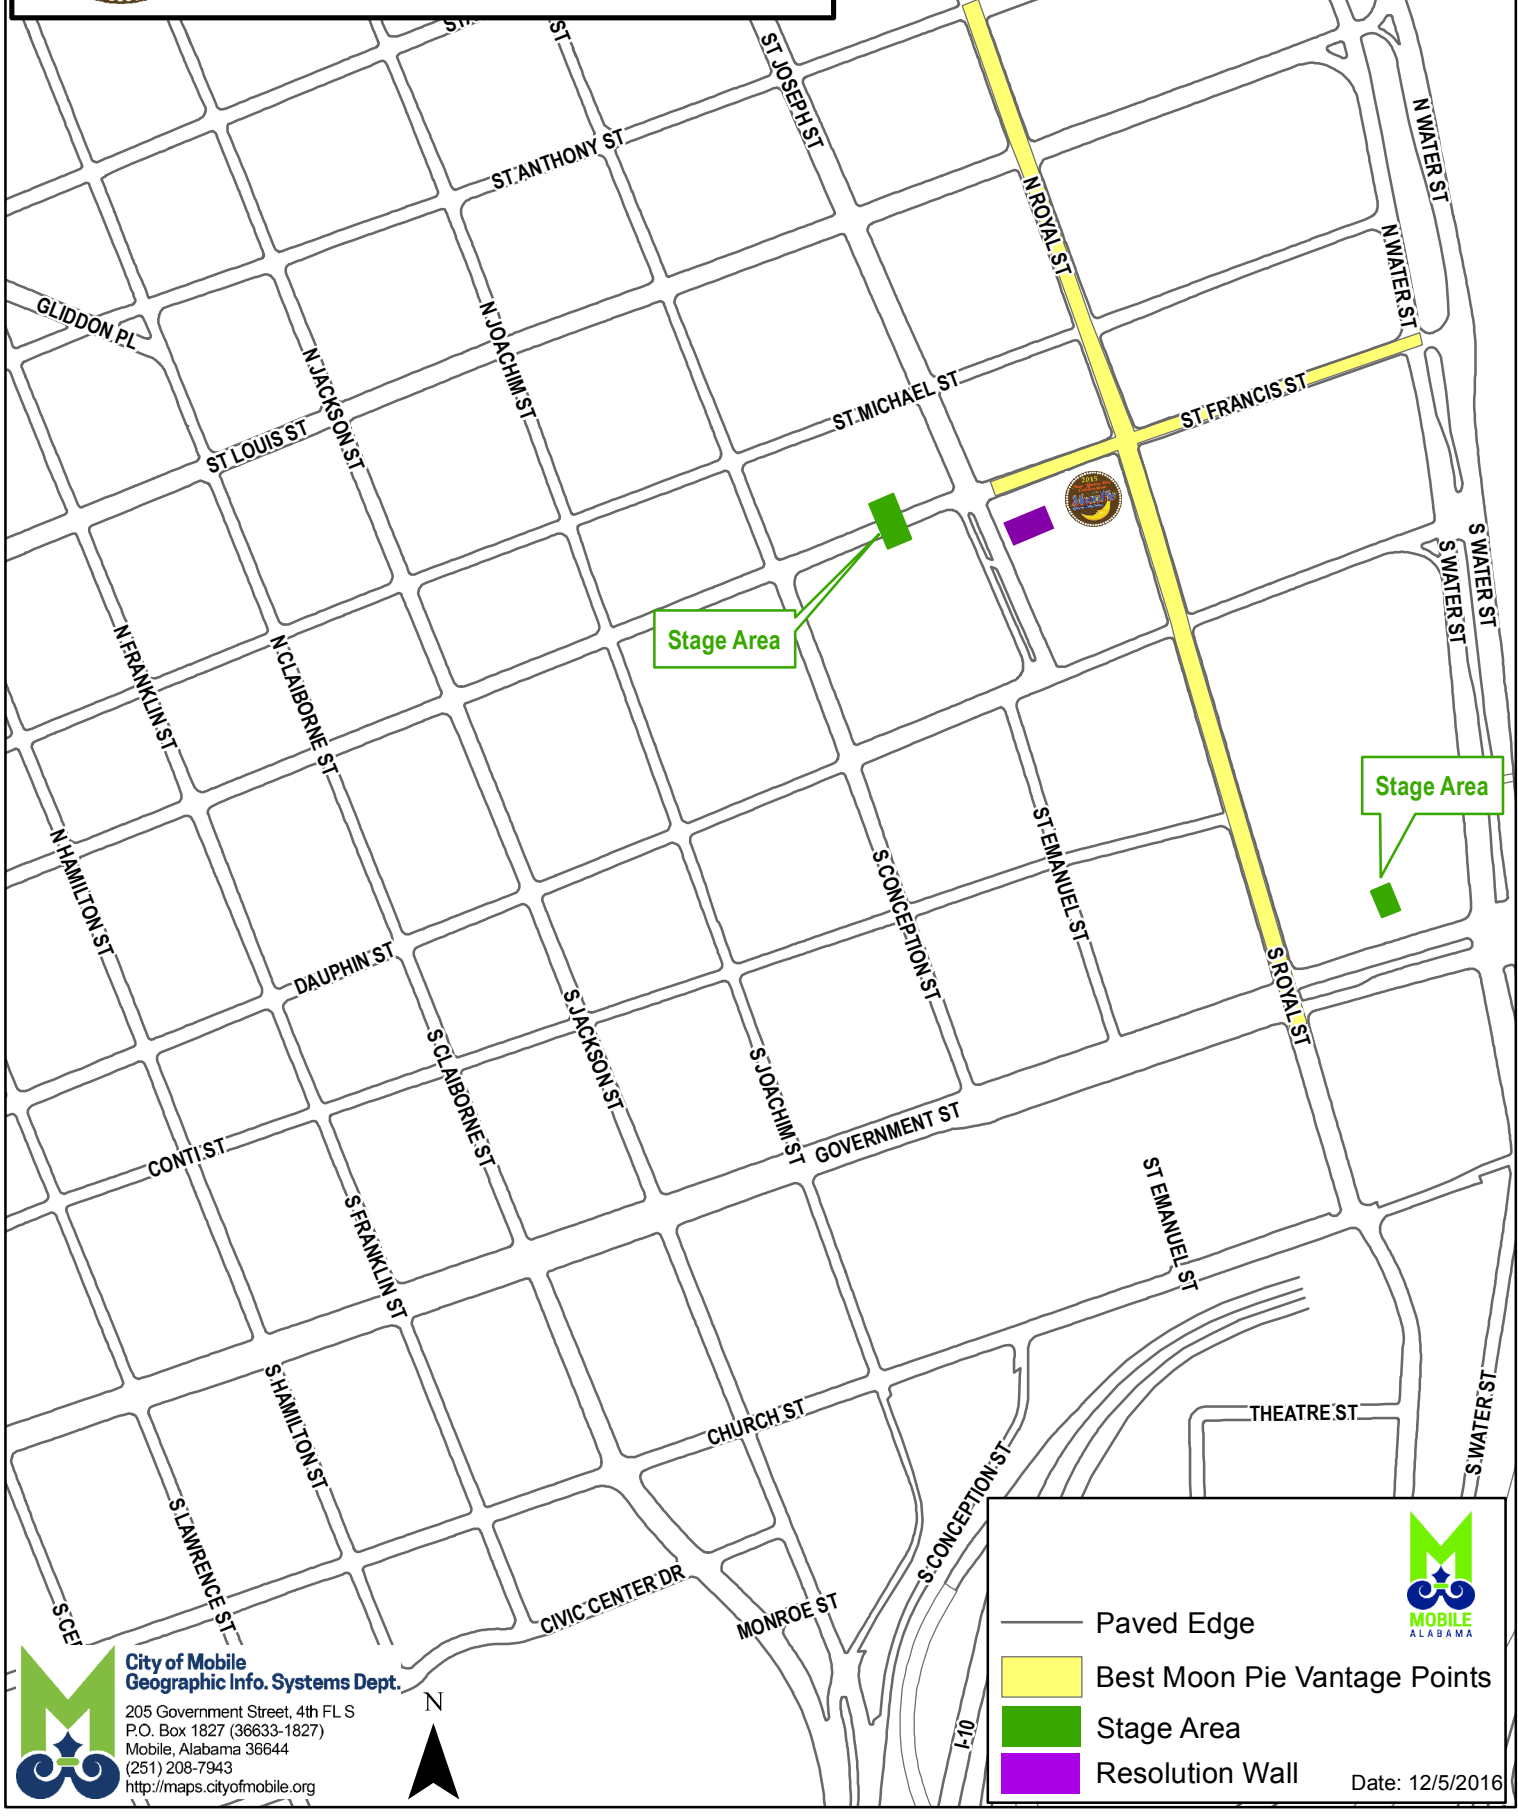 ST
ST JOSEPH ST
N WATER ST
ST ANTHONY ST
N ROYAL ST
N WATER ST
GLIDDON PL
N JOACHIM ST
N JACKSON ST
ST MICHAEL ST
ST FRANCIS ST
ST LOUIS ST
2015
MoonPie
S WATER ST
S WATER ST
Stage Area
N FRANKLIN ST
N CLAIBORNE ST
Stage Area
ST EMANUEL ST
N HAMILTON ST
S CONCEPTION ST
DAUPHIN ST
S ROYAL ST
S JACKSON ST
S CLAIBORNE ST
S JOACHIM ST
GOVERNMENT ST
CONTI ST
ST EMANUEL ST
S FRANKLIN ST
S HAMILTON ST
CHURCH ST
THEATRE ST
S WATER ST
S CONCEPTION ST
S LAWRENCE ST
CIVIC CENTER DR
MONROE ST
I-10
City of Mobile
Geographic Info. Systems Dept.
205 Government Street, 4th FL S
P.O. Box 1827 (36633-1827)
Mobile, Alabama 36644
(251) 208-7943
http://maps.cityofmobile.org
N
MOBILE
ALABAMA
Paved Edge
Best Moon Pie Vantage Points
Stage Area
Resolution Wall
Date: 12/5/2016